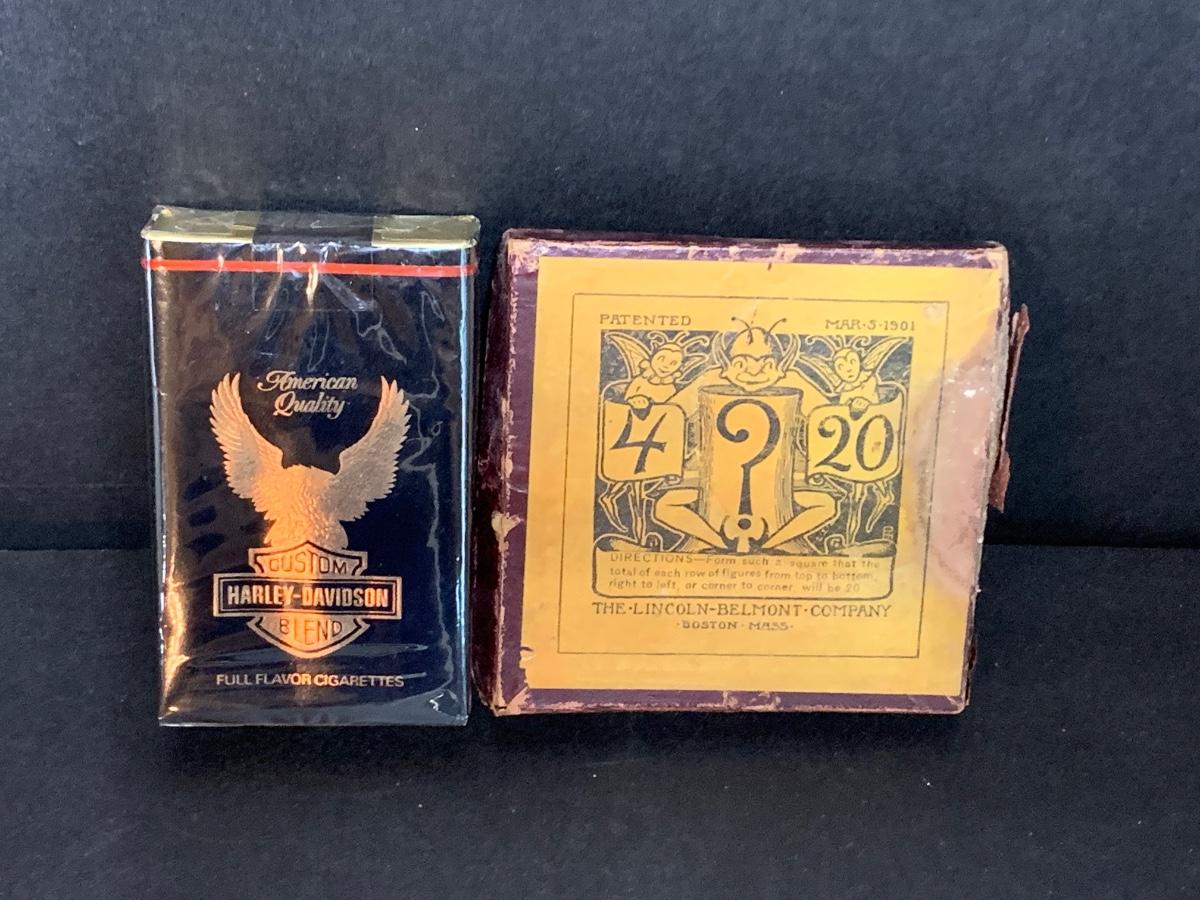 American
Quality
CUSTOM
HARLEY-DAVIDSON
BLEND
FULL FLAVOR CIGARETTES
PATENTED MAR·5·1901
4 ? 20
DIRECTIONS—Form such a square that the
total of each row of figures from top to bottom,
right to left, or corner to corner, will be 20
THE·LINCOLN-BELMONT·COMPANY
·BOSTON·MASS·